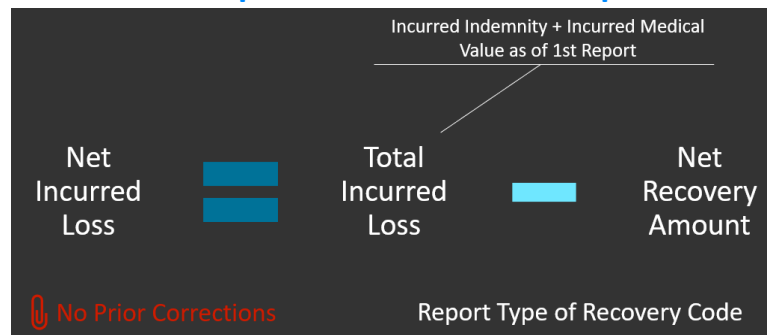 Incurred Indemnity + Incurred Medical
Value as of 1st Report
Net
Incurred
Loss
Total
Incurred
Loss
Net
Recovery
Amount
No Prior Corrections
Report Type of Recovery Code